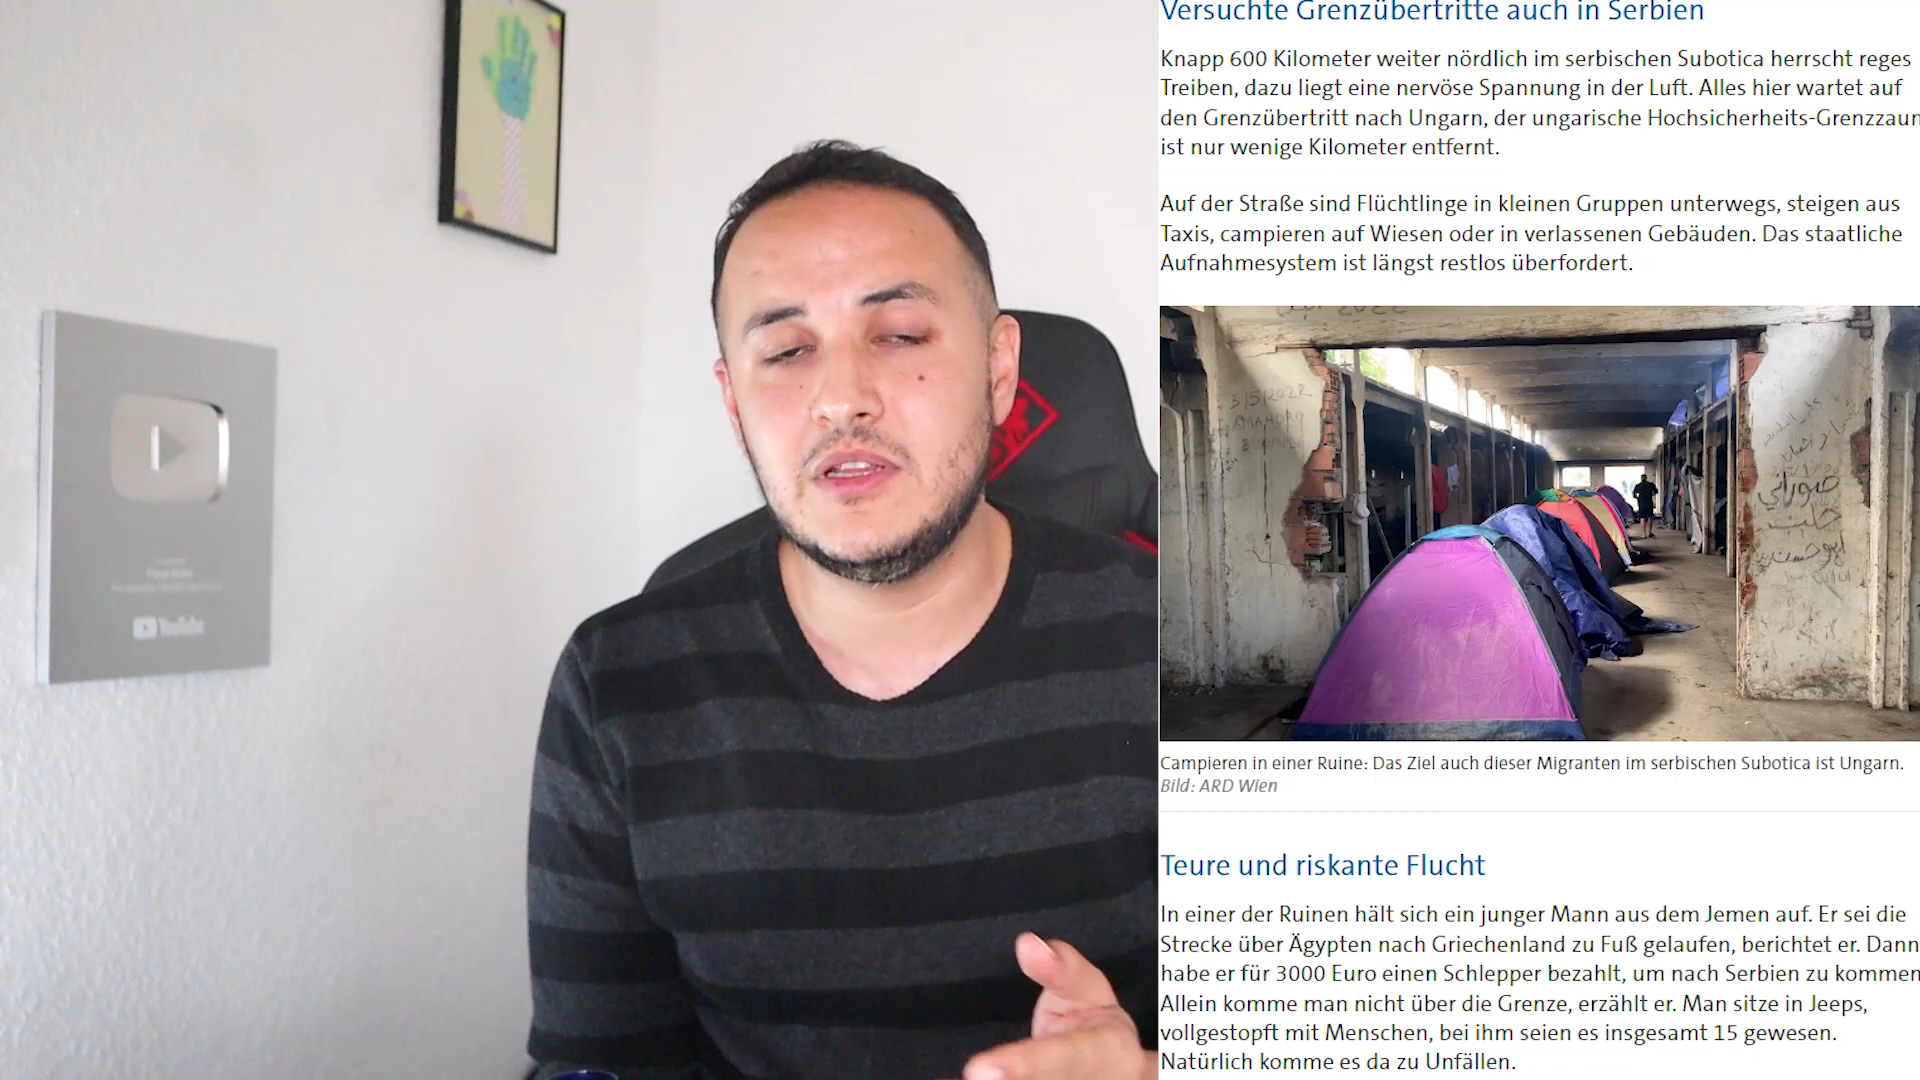 Versuchte Grenzübertritte auch in Serbien
Knapp 600 Kilometer weiter nördlich im serbischen Subotica herrscht reges
Treiben, dazu liegt eine nervöse Spannung in der Luft. Alles hier wartet auf
den Grenzübertritt nach Ungarn, der ungarische Hochsicherheits-Grenzzaun
ist nur wenige Kilometer entfernt.
Auf der Straße sind Flüchtlinge in kleinen Gruppen unterwegs, steigen aus
Taxis, campieren auf Wiesen oder in verlassenen Gebäuden. Das staatliche
Aufnahmesystem ist längst restlos überfordert.
3/5/2022
حلب
Campieren in einer Ruine: Das Ziel auch dieser Migranten im serbischen Subotica ist Ungarn.
Bild: ARD Wien
Teure und riskante Flucht
In einer der Ruinen hält sich ein junger Mann aus dem Jemen auf. Er sei die
Strecke über Ägypten nach Griechenland zu Fuß gelaufen, berichtet er. Dann
habe er für 3000 Euro einen Schlepper bezahlt, um nach Serbien zu kommen
Allein komme man nicht über die Grenze, erzählt er. Man sitze in Jeeps,
vollgestopft mit Menschen, bei ihm seien es insgesamt 15 gewesen.
Natürlich komme es da zu Unfällen.
YouTube